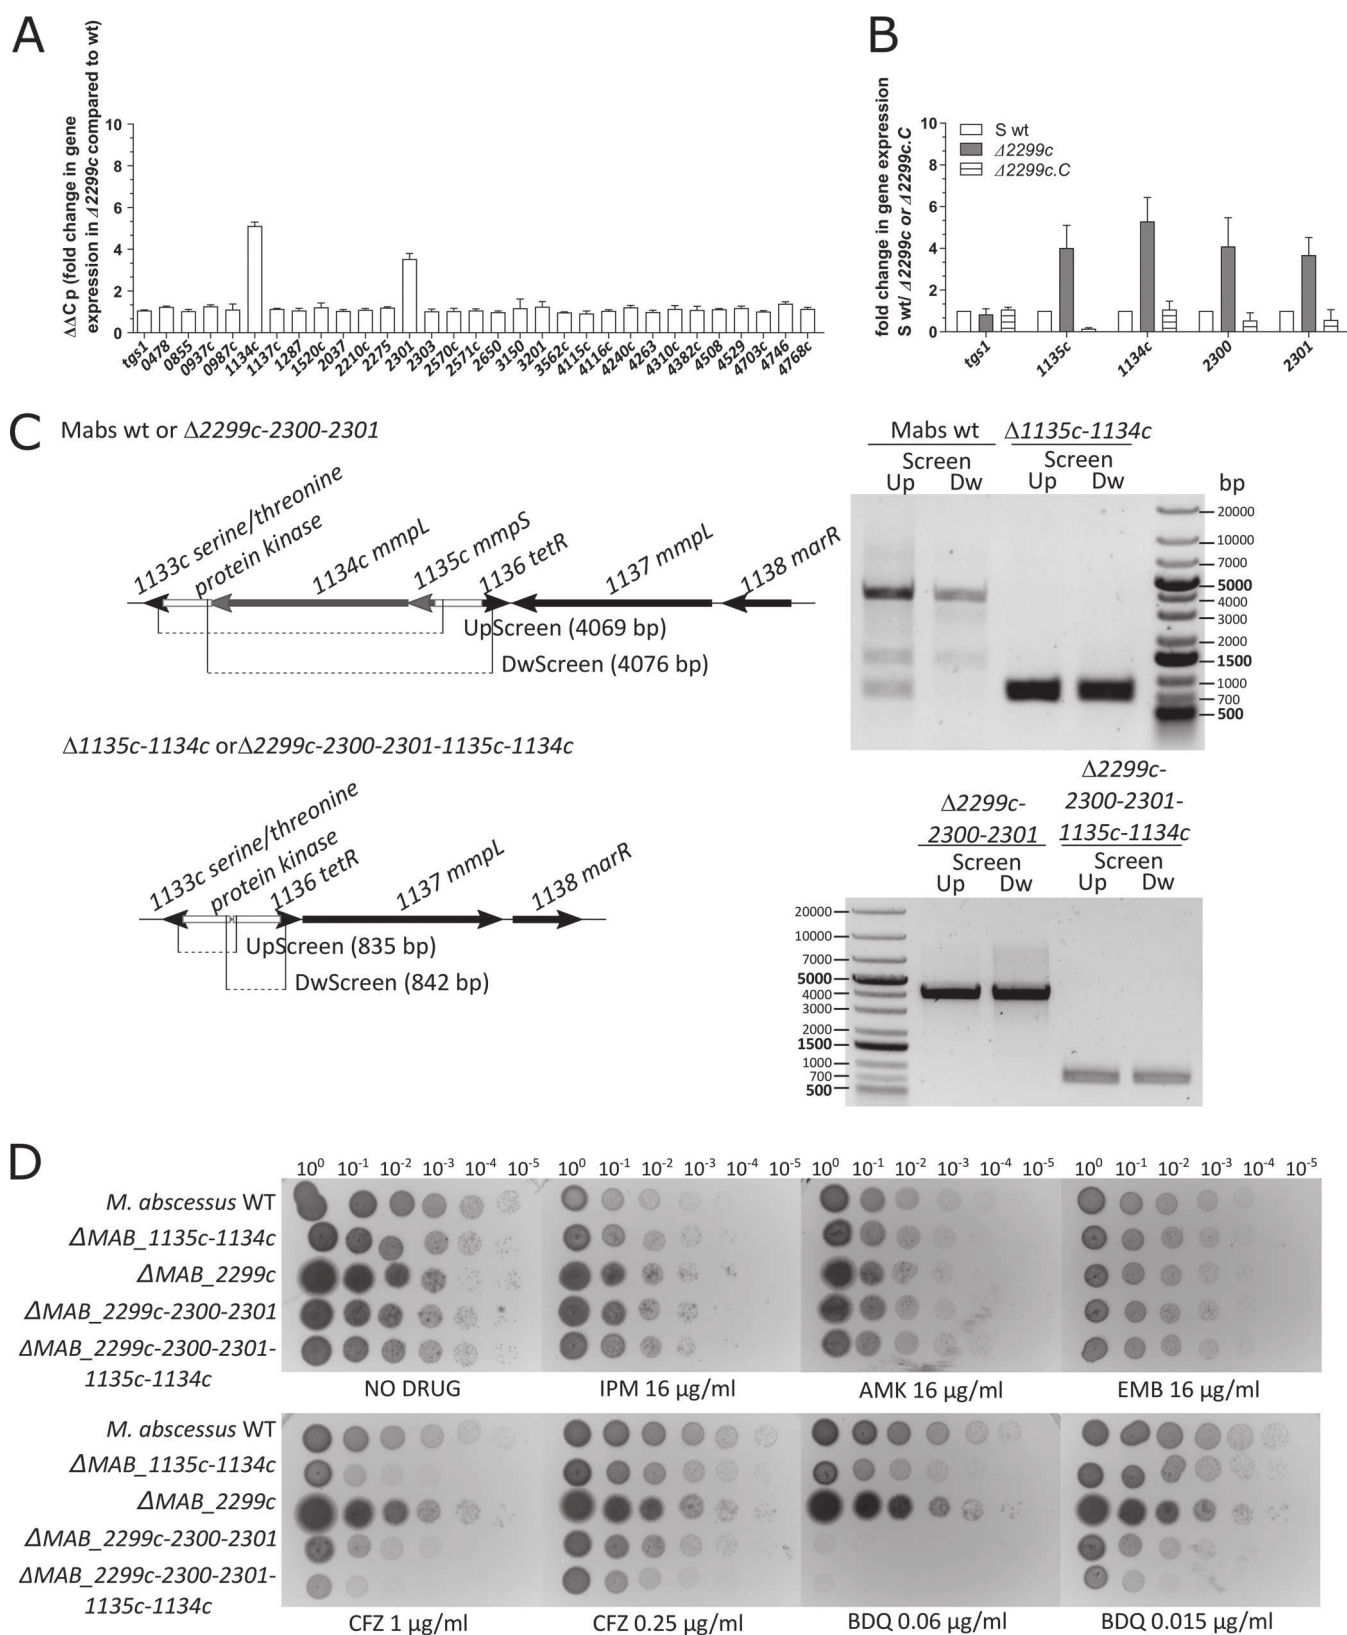 A
ΔΔCp (fold change in gene
expression in Δ2299c compared to wt)
10
8
6
4
2
0
tgs1 0478 0855 0937c 0987c 1134c 1137c 1287 1520c 2037 2210c 2275 2301 2303 2570c 2571c 2650 3150 3201 3562c 4115c 4116c 4240c 4263 4310c 4382c 4508 4529 4703c 4746 4768c
B
fold change in gene expression
S wt/ Δ2299c or Δ2299c.C
10
8
6
4
2
0
S wt
Δ2299c
Δ2299c.C
tgs1 1135c 1134c 2300 2301
C
Mabs wt or Δ2299c-2300-2301
1133c serine/threonine
protein kinase
1134c mmpL
1135c mmpS
1136 tetR
1137 mmpL
1138 marR
UpScreen (4069 bp)
DwScreen (4076 bp)
Δ1135c-1134c or Δ2299c-2300-2301-1135c-1134c
1133c serine/threonine
protein kinase
1136 tetR
1137 mmpL
1138 marR
UpScreen (835 bp)
DwScreen (842 bp)
Mabs wt Δ1135c-1134c
Screen Screen
Up Dw Up Dw bp
20000
10000
7000
5000
4000
3000
2000
1500
1000
700
500
Δ2299c-
2300-2301
Δ2299c-
2300-2301-
1135c-1134c
Screen Screen
Up Dw Up Dw
20000
10000
7000
5000
4000
3000
2000
1500
1000
700
500
D
10⁰ 10⁻¹ 10⁻² 10⁻³ 10⁻⁴ 10⁻⁵ 10⁰ 10⁻¹ 10⁻² 10⁻³ 10⁻⁴ 10⁻⁵ 10⁰ 10⁻¹ 10⁻² 10⁻³ 10⁻⁴ 10⁻⁵ 10⁰ 10⁻¹ 10⁻² 10⁻³ 10⁻⁴ 10⁻⁵
M. abscessus WT
ΔMAB_1135c-1134c
ΔMAB_2299c
ΔMAB_2299c-2300-2301
ΔMAB_2299c-2300-2301-
1135c-1134c
NO DRUG IPM 16 µg/ml AMK 16 µg/ml EMB 16 µg/ml
M. abscessus WT
ΔMAB_1135c-1134c
ΔMAB_2299c
ΔMAB_2299c-2300-2301
ΔMAB_2299c-2300-2301-
1135c-1134c
CFZ 1 µg/ml CFZ 0.25 µg/ml BDQ 0.06 µg/ml BDQ 0.015 µg/ml